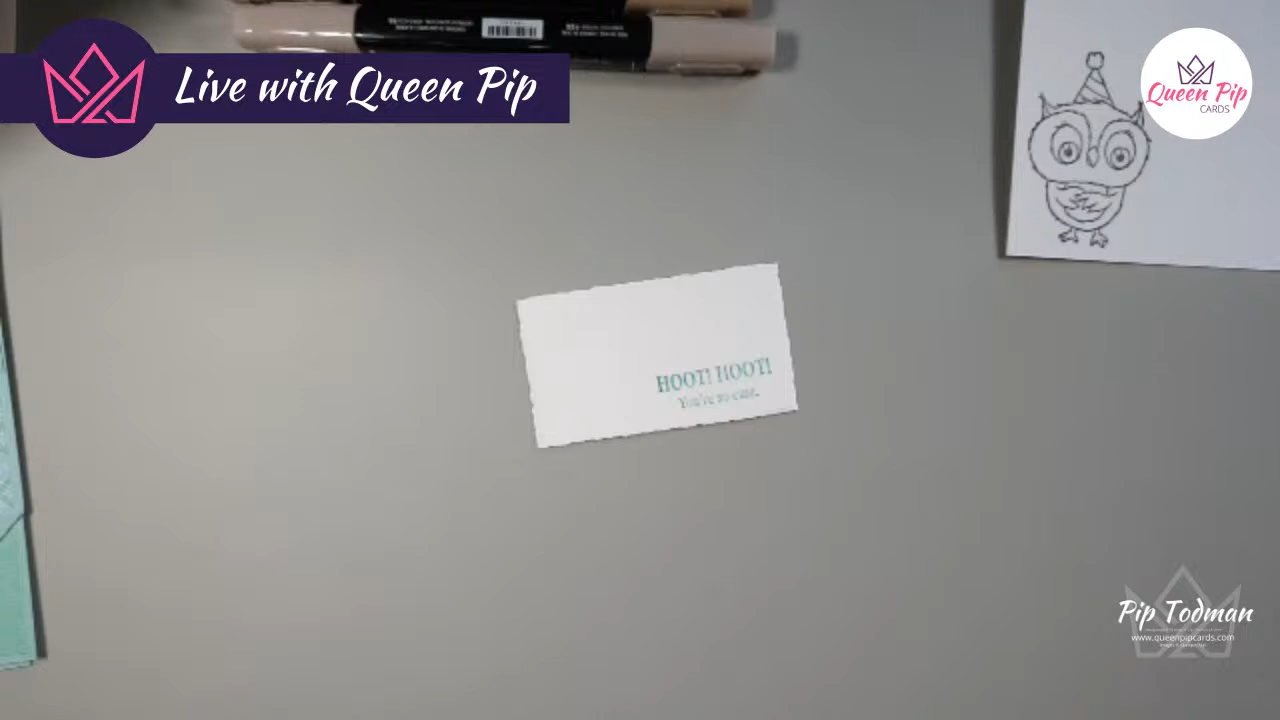 Live with Queen Pip
Queen Pip
CARDS
HOOT! HOOT!
You're so cute.
Pip Todman
www.queenpipcards.com